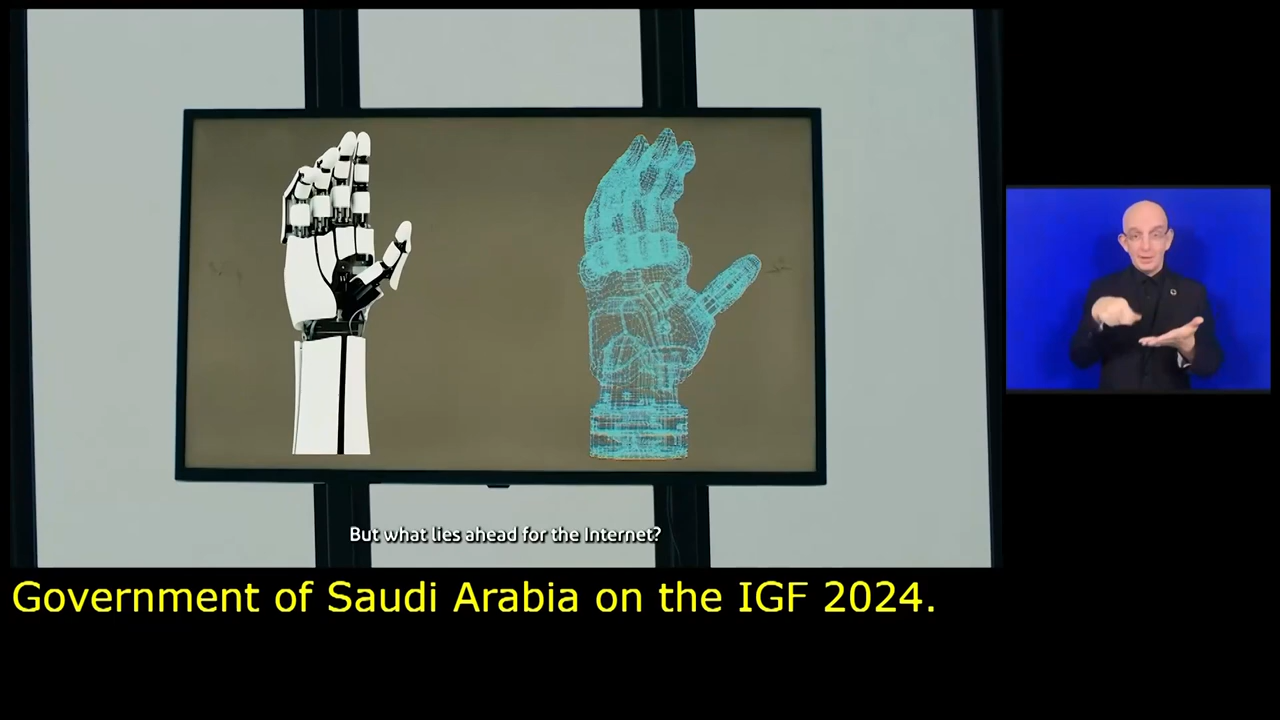 But what lies ahead for the Internet?
Government of Saudi Arabia on the IGF 2024.